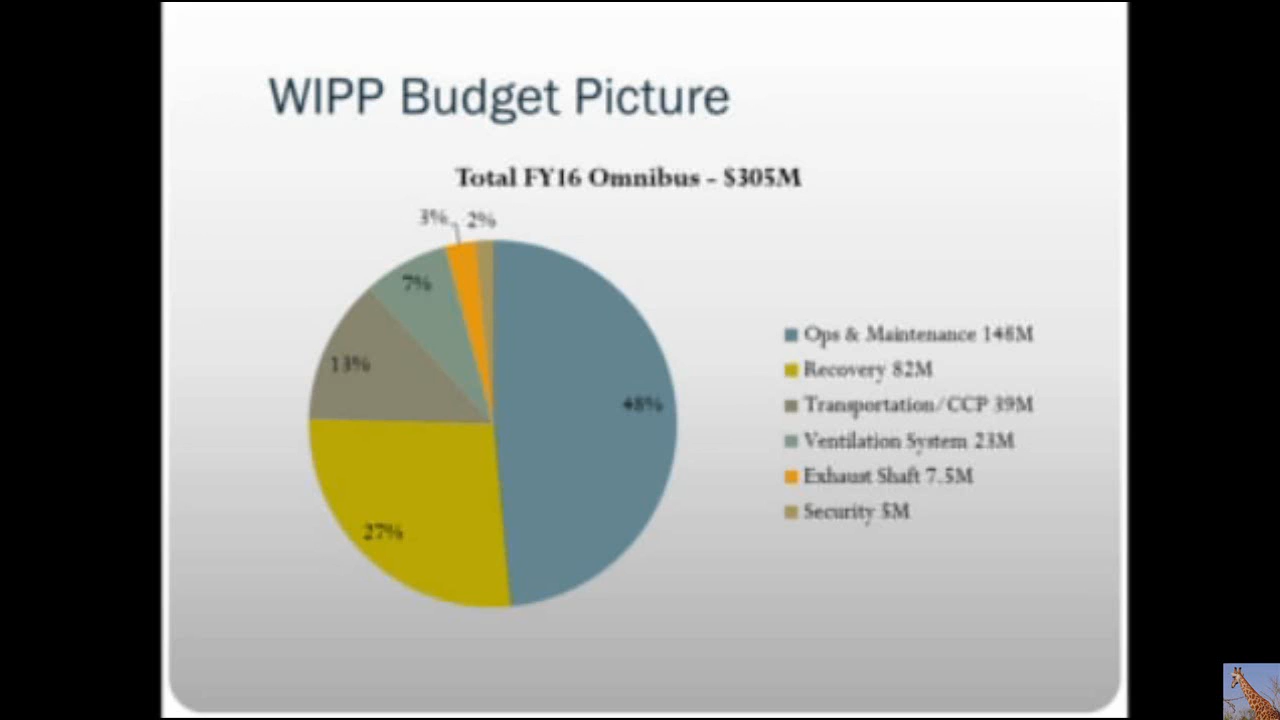 WIPP Budget Picture
Total FY16 Omnibus - $305M
3% 2%
7%
13%
48%
27%
Ops & Maintenance 148M
Recovery 82M
Transportation/CCP 39M
Ventilation System 23M
Exhaust Shaft 7.5M
Security 5M